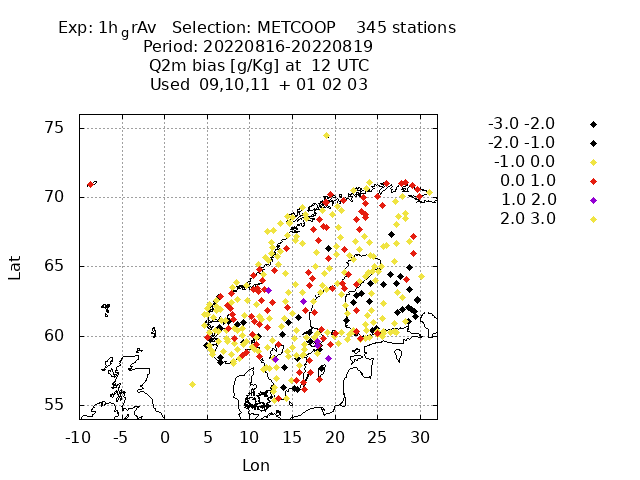 Exp: 1hgrAv Selection: METCOOP 345 stations
Period: 20220816-20220819
Q2m bias [g/Kg] at 12 UTC
Used 09,10,11 + 01 02 03
-3.0 -2.0
-2.0 -1.0
-1.0 0.0
0.0 1.0
1.0 2.0
2.0 3.0
75
70
65
60
55
Lat
-10 -5 0 5 10 15 20 25 30
Lon